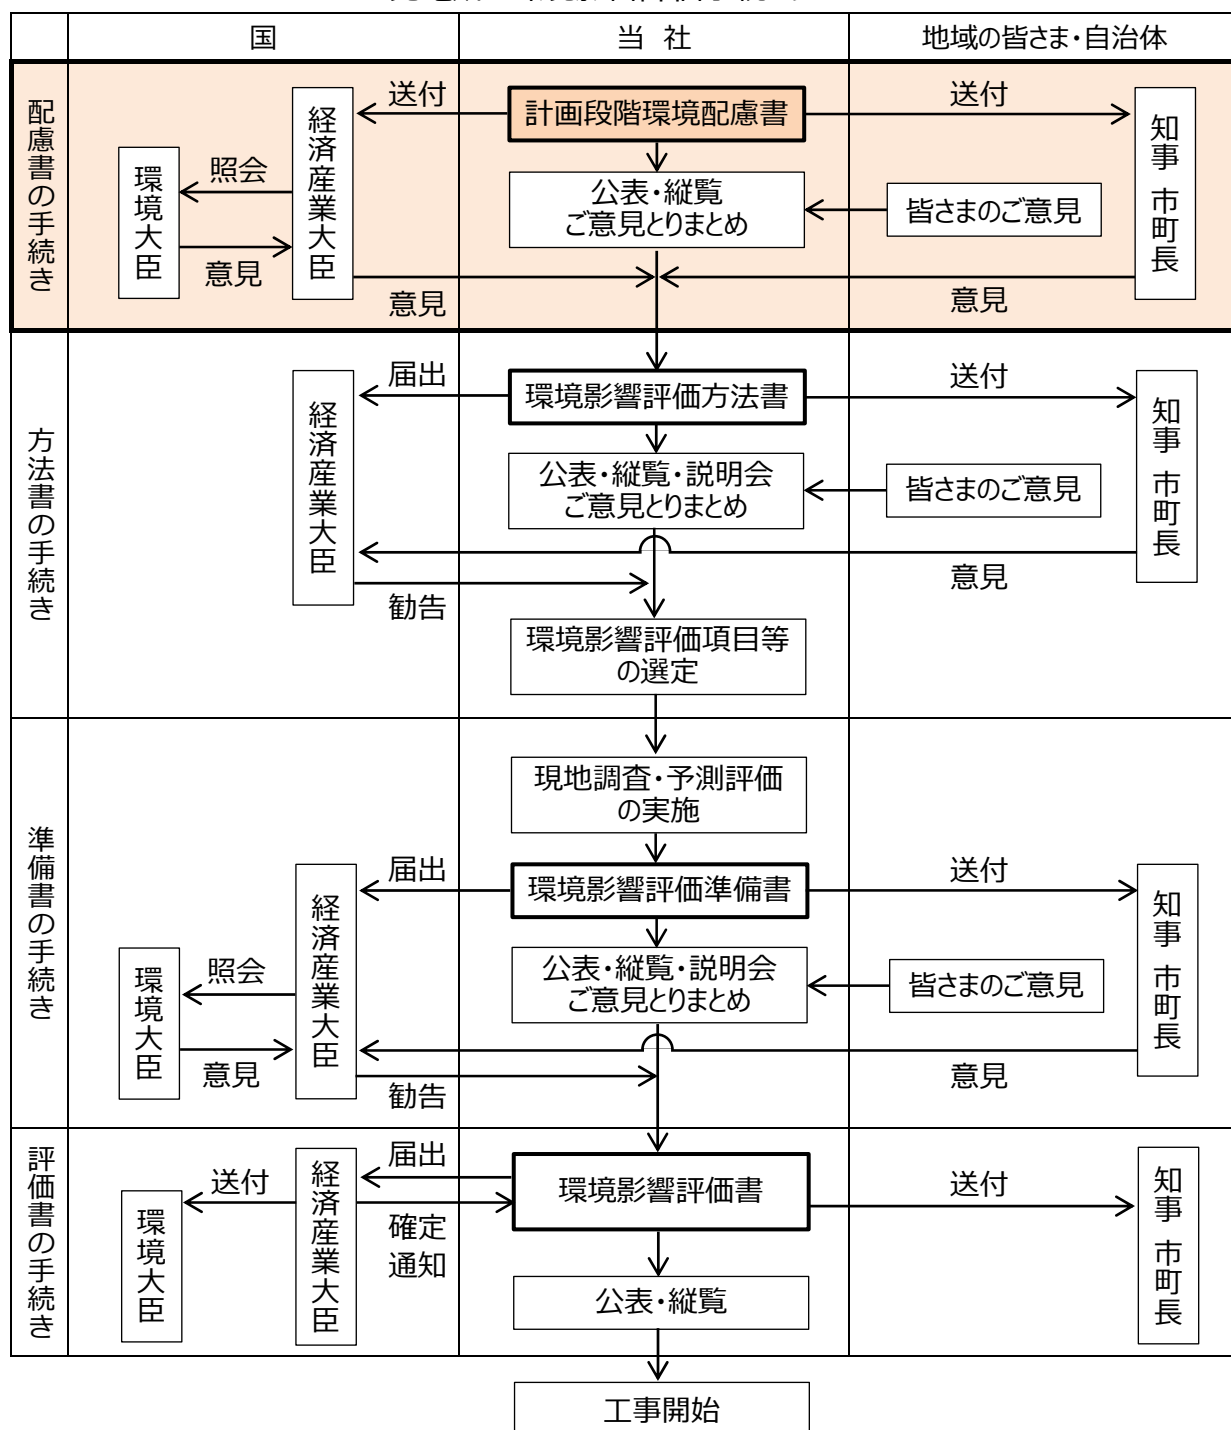 国
当 社
地域の皆さま・自治体
配慮書の手続き
送付
計画段階環境配慮書
送付
経済産業大臣
知事 市町長
環境大臣
照会
公表・縦覧
ご意見とりまとめ
皆さまのご意見
意見
意見
意見
方法書の手続き
届出
環境影響評価方法書
送付
経済産業大臣
知事 市町長
公表・縦覧・説明会
ご意見とりまとめ
皆さまのご意見
意見
勧告
環境影響評価項目等
の選定
準備書の手続き
現地調査・予測評価
の実施
届出
環境影響評価準備書
送付
経済産業大臣
知事 市町長
環境大臣
照会
公表・縦覧・説明会
ご意見とりまとめ
皆さまのご意見
意見
勧告
意見
評価書の手続き
届出
環境影響評価書
送付
経済産業大臣
知事 市町長
送付
環境大臣
確定
通知
公表・縦覧
工事開始